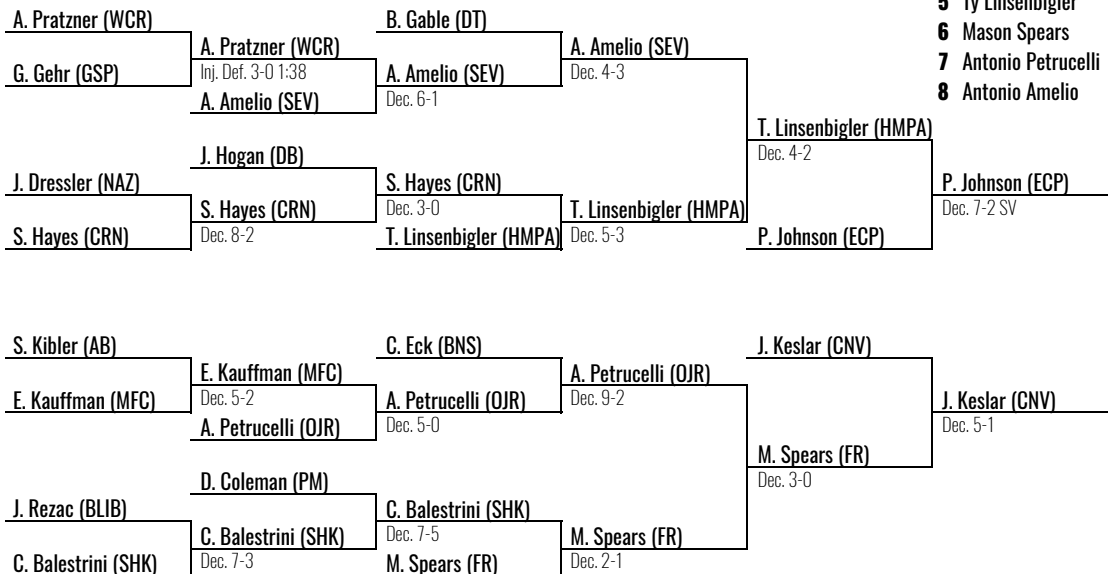 5 Ty Linsenbigler
6 Mason Spears
7 Antonio Petrucelli
8 Antonio Amelio
A. Pratzner (WCR)
G. Gehr (GSP)
J. Dressler (NAZ)
S. Hayes (CRN)
A. Pratzner (WCR)
Inj. Def. 3-0 1:38
A. Amelio (SEV)
J. Hogan (DB)
S. Hayes (CRN)
Dec. 8-2
B. Gable (DT)
A. Amelio (SEV)
Dec. 6-1
S. Hayes (CRN)
Dec. 3-0
T. Linsenbigler (HMPA)
A. Amelio (SEV)
Dec. 4-3
T. Linsenbigler (HMPA)
Dec. 5-3
T. Linsenbigler (HMPA)
Dec. 4-2
P. Johnson (ECP)
P. Johnson (ECP)
Dec. 7-2 SV
S. Kibler (AB)
E. Kauffman (MFC)
J. Rezac (BLIB)
C. Balestrini (SHK)
E. Kauffman (MFC)
Dec. 5-2
A. Petrucelli (OJR)
D. Coleman (PM)
C. Balestrini (SHK)
Dec. 7-3
C. Eck (BNS)
A. Petrucelli (OJR)
Dec. 5-0
C. Balestrini (SHK)
Dec. 7-5
M. Spears (FR)
A. Petrucelli (OJR)
Dec. 9-2
M. Spears (FR)
Dec. 2-1
J. Keslar (CNV)
M. Spears (FR)
Dec. 3-0
J. Keslar (CNV)
Dec. 5-1